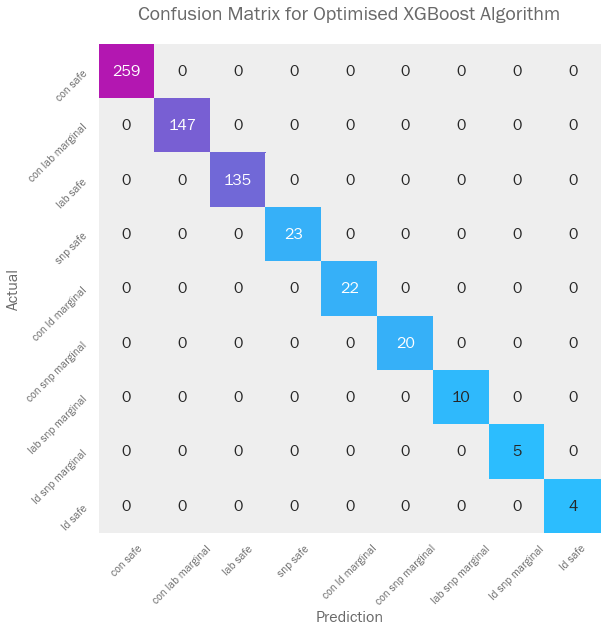 Confusion Matrix for Optimised XGBoost Algorithm
con safe 259 0 0 0 0 0 0 0 0
con lab marginal 0 147 0 0 0 0 0 0 0
lab safe 0 0 135 0 0 0 0 0 0
snp safe 0 0 0 23 0 0 0 0 0
con ld marginal 0 0 0 0 22 0 0 0 0
con snp marginal 0 0 0 0 0 20 0 0 0
lab snp marginal 0 0 0 0 0 0 10 0 0
ld snp marginal 0 0 0 0 0 0 0 5 0
ld safe 0 0 0 0 0 0 0 0 4
Actual
con safe con lab marginal lab safe snp safe con ld marginal con snp marginal lab snp marginal ld snp marginal ld safe
Prediction